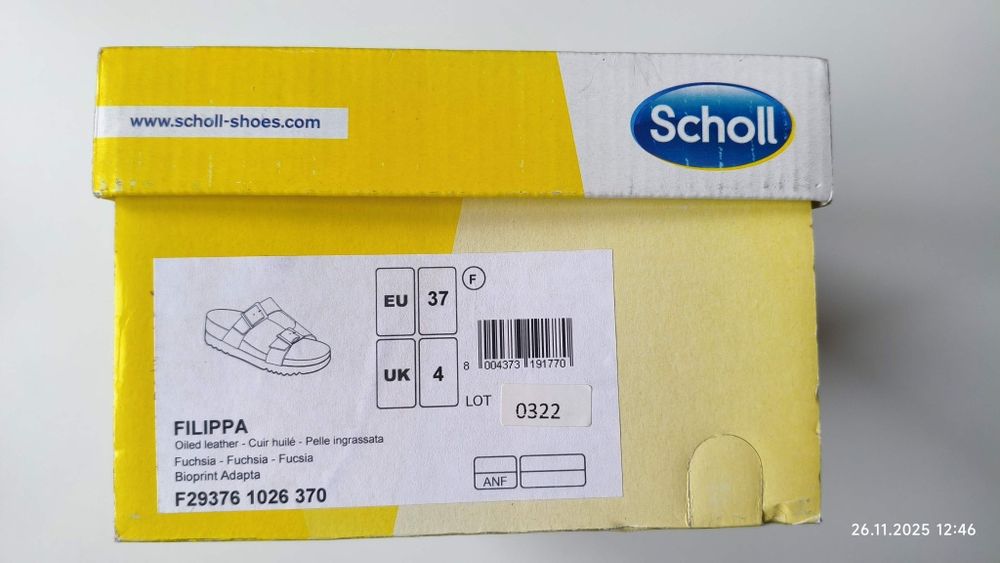 www.scholl-shoes.com
Scholl
EU 37 F
UK 4
8 004373 191770
LOT 0322
FILIPPA
Oiled leather - Cuir huilé - Pelle ingrassata
Fuchsia - Fuchsia - Fucsia
Bioprint Adapta
F29376 1026 370
ANF
26.11.2025 12:46